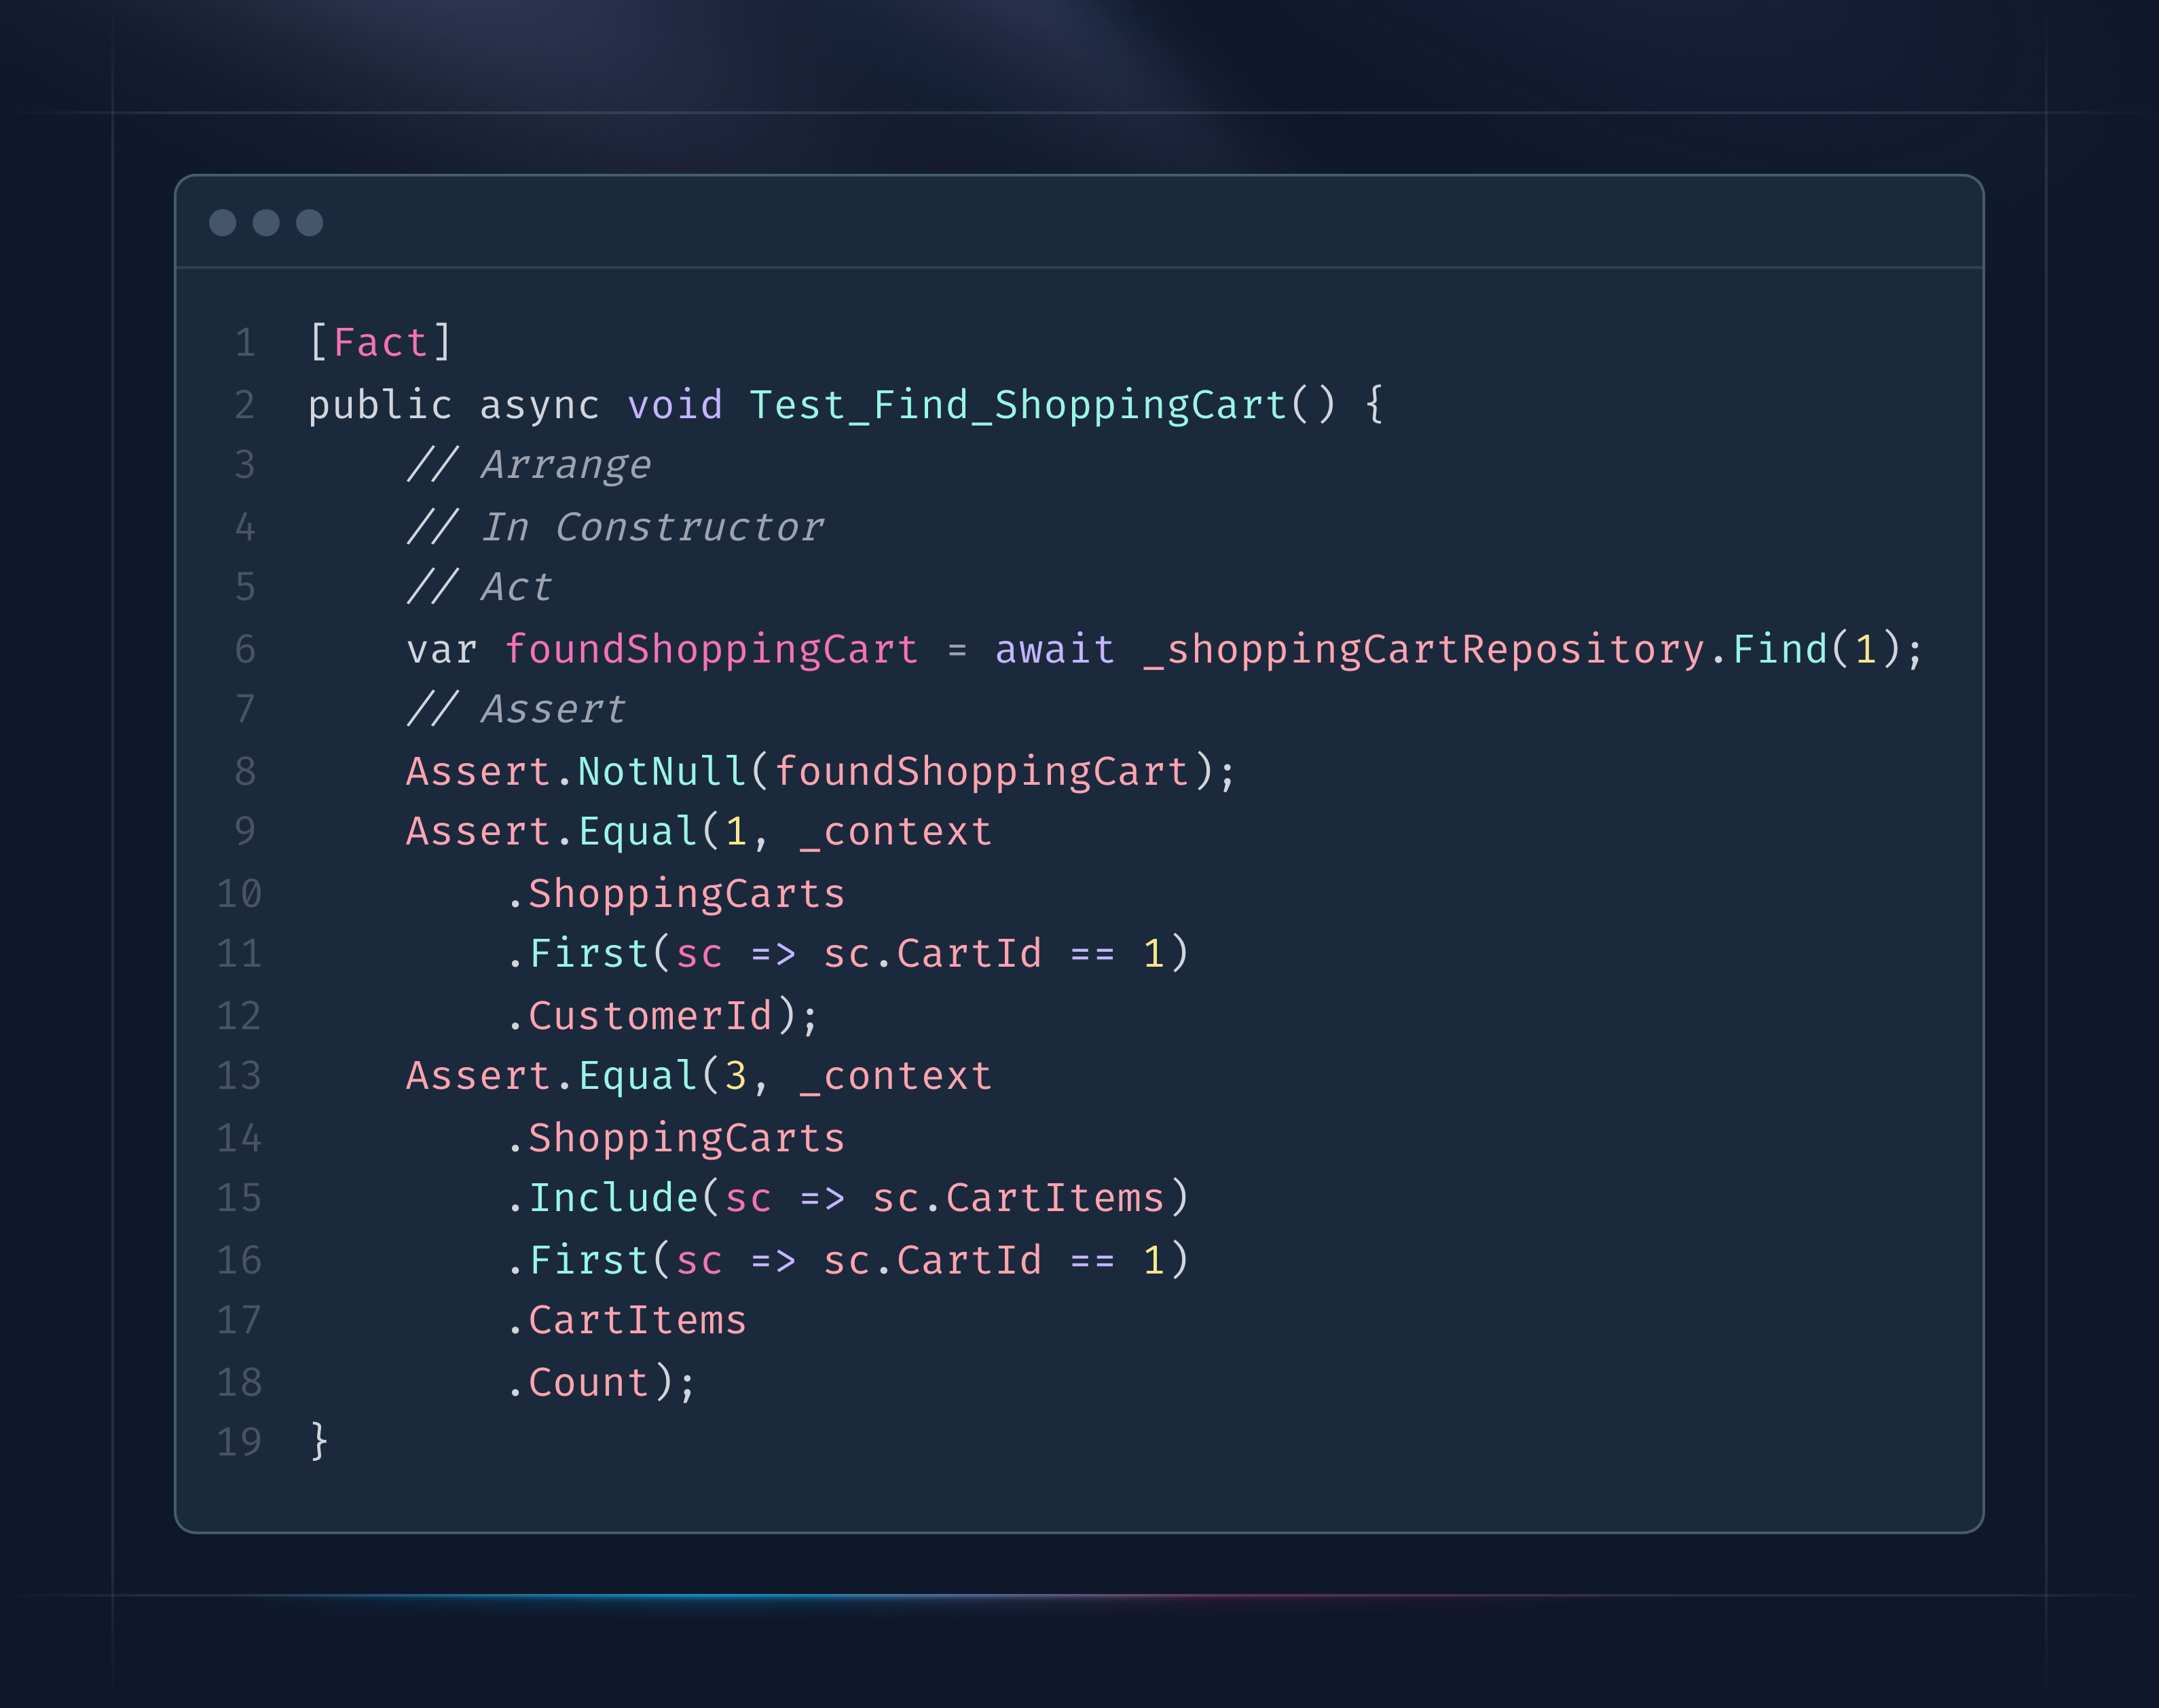 1 [Fact]
2 public async void Test_Find_ShoppingCart() {
3     // Arrange
4     // In Constructor
5     // Act
6     var foundShoppingCart = await _shoppingCartRepository.Find(1);
7     // Assert
8     Assert.NotNull(foundShoppingCart);
9     Assert.Equal(1, _context
10         .ShoppingCarts
11         .First(sc => sc.CartId == 1)
12         .CustomerId);
13     Assert.Equal(3, _context
14         .ShoppingCarts
15         .Include(sc => sc.CartItems)
16         .First(sc => sc.CartId == 1)
17         .CartItems
18         .Count);
19 }